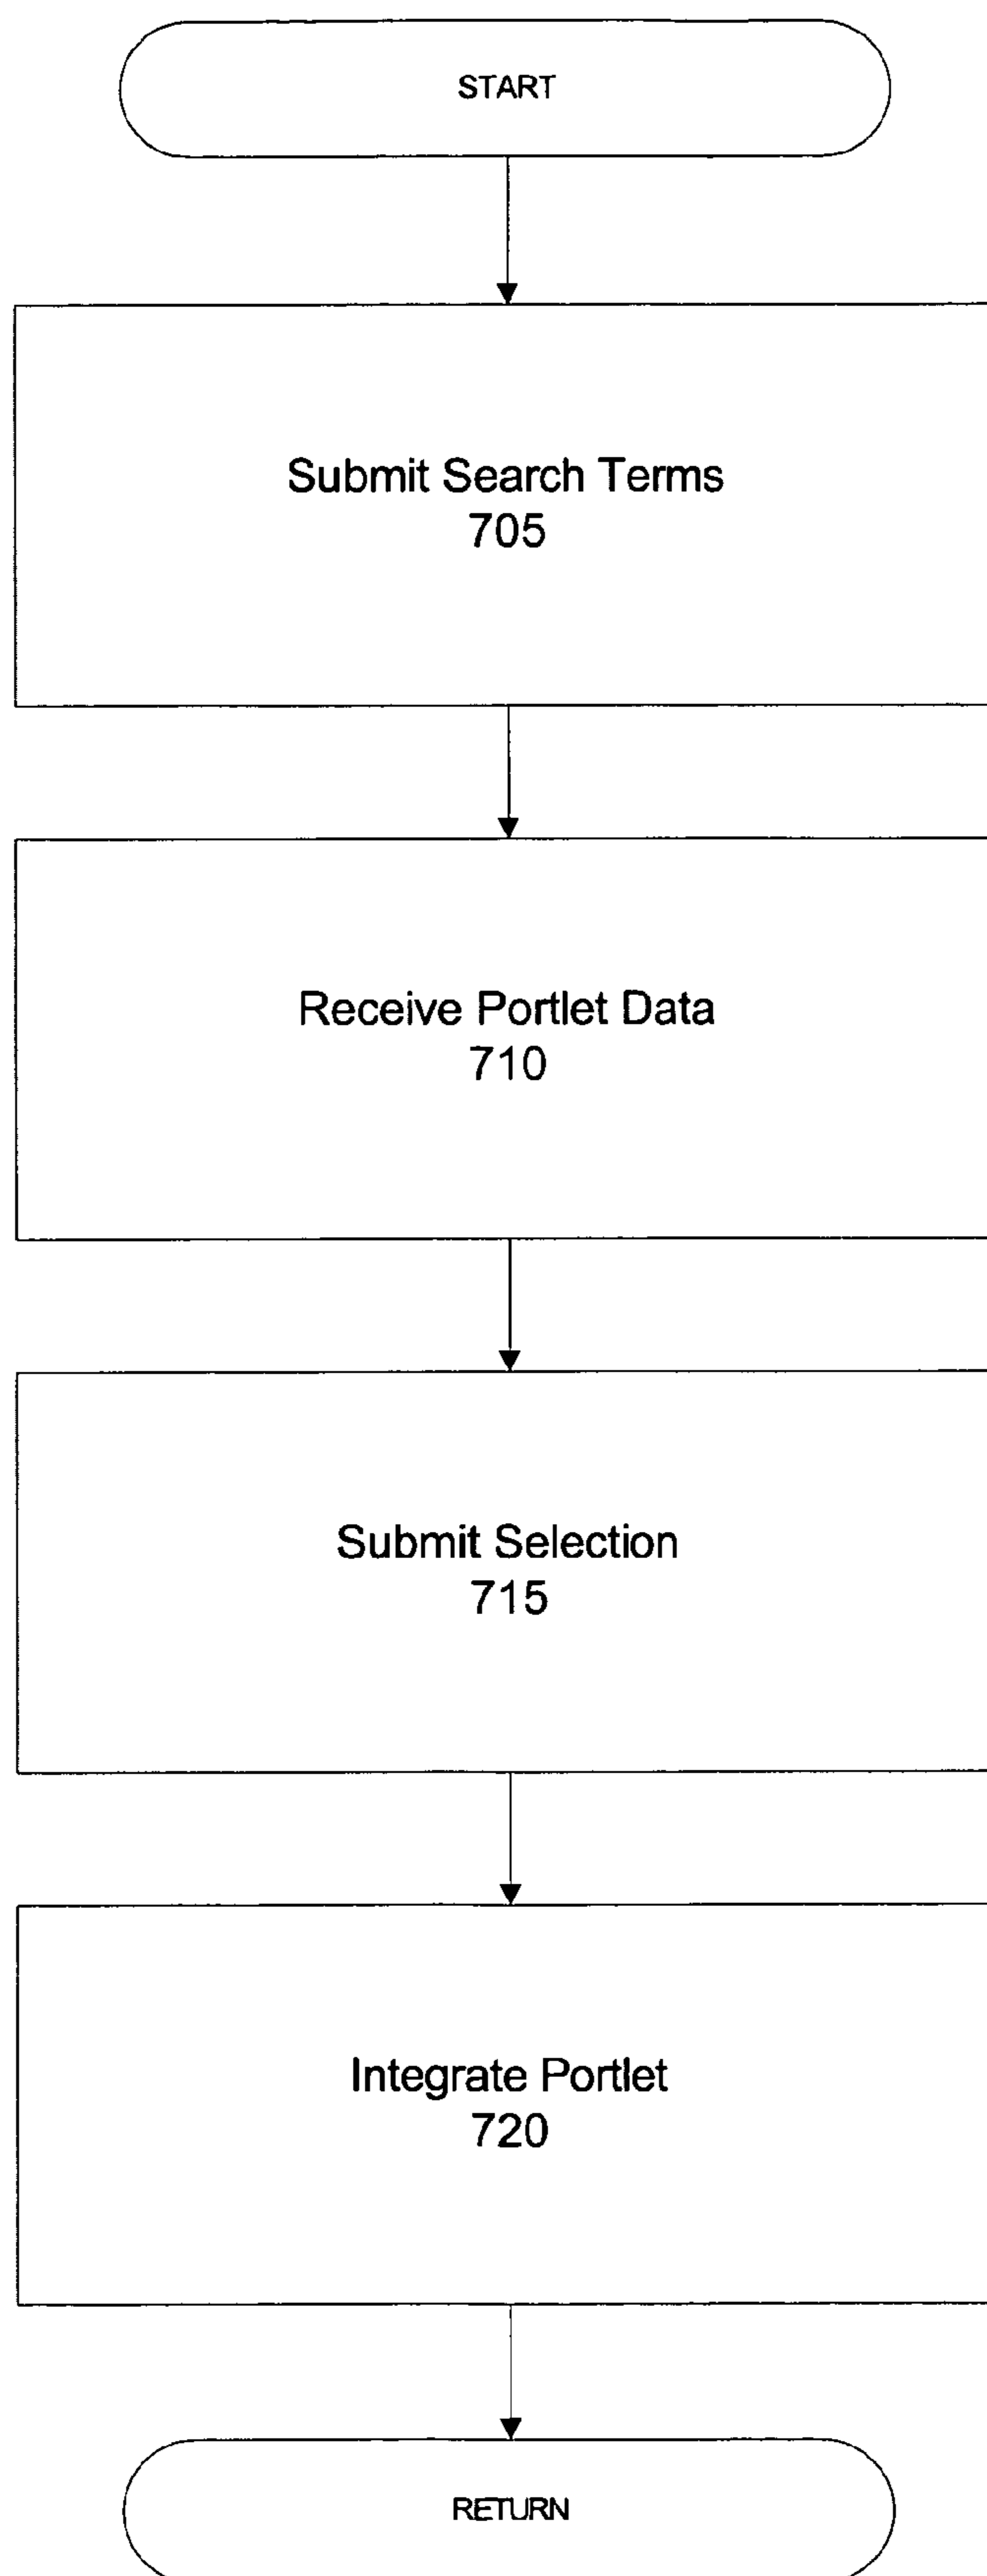 START
Submit Search Terms
705
Receive Portlet Data
710
Submit Selection
715
Integrate Portlet
720
RETURN